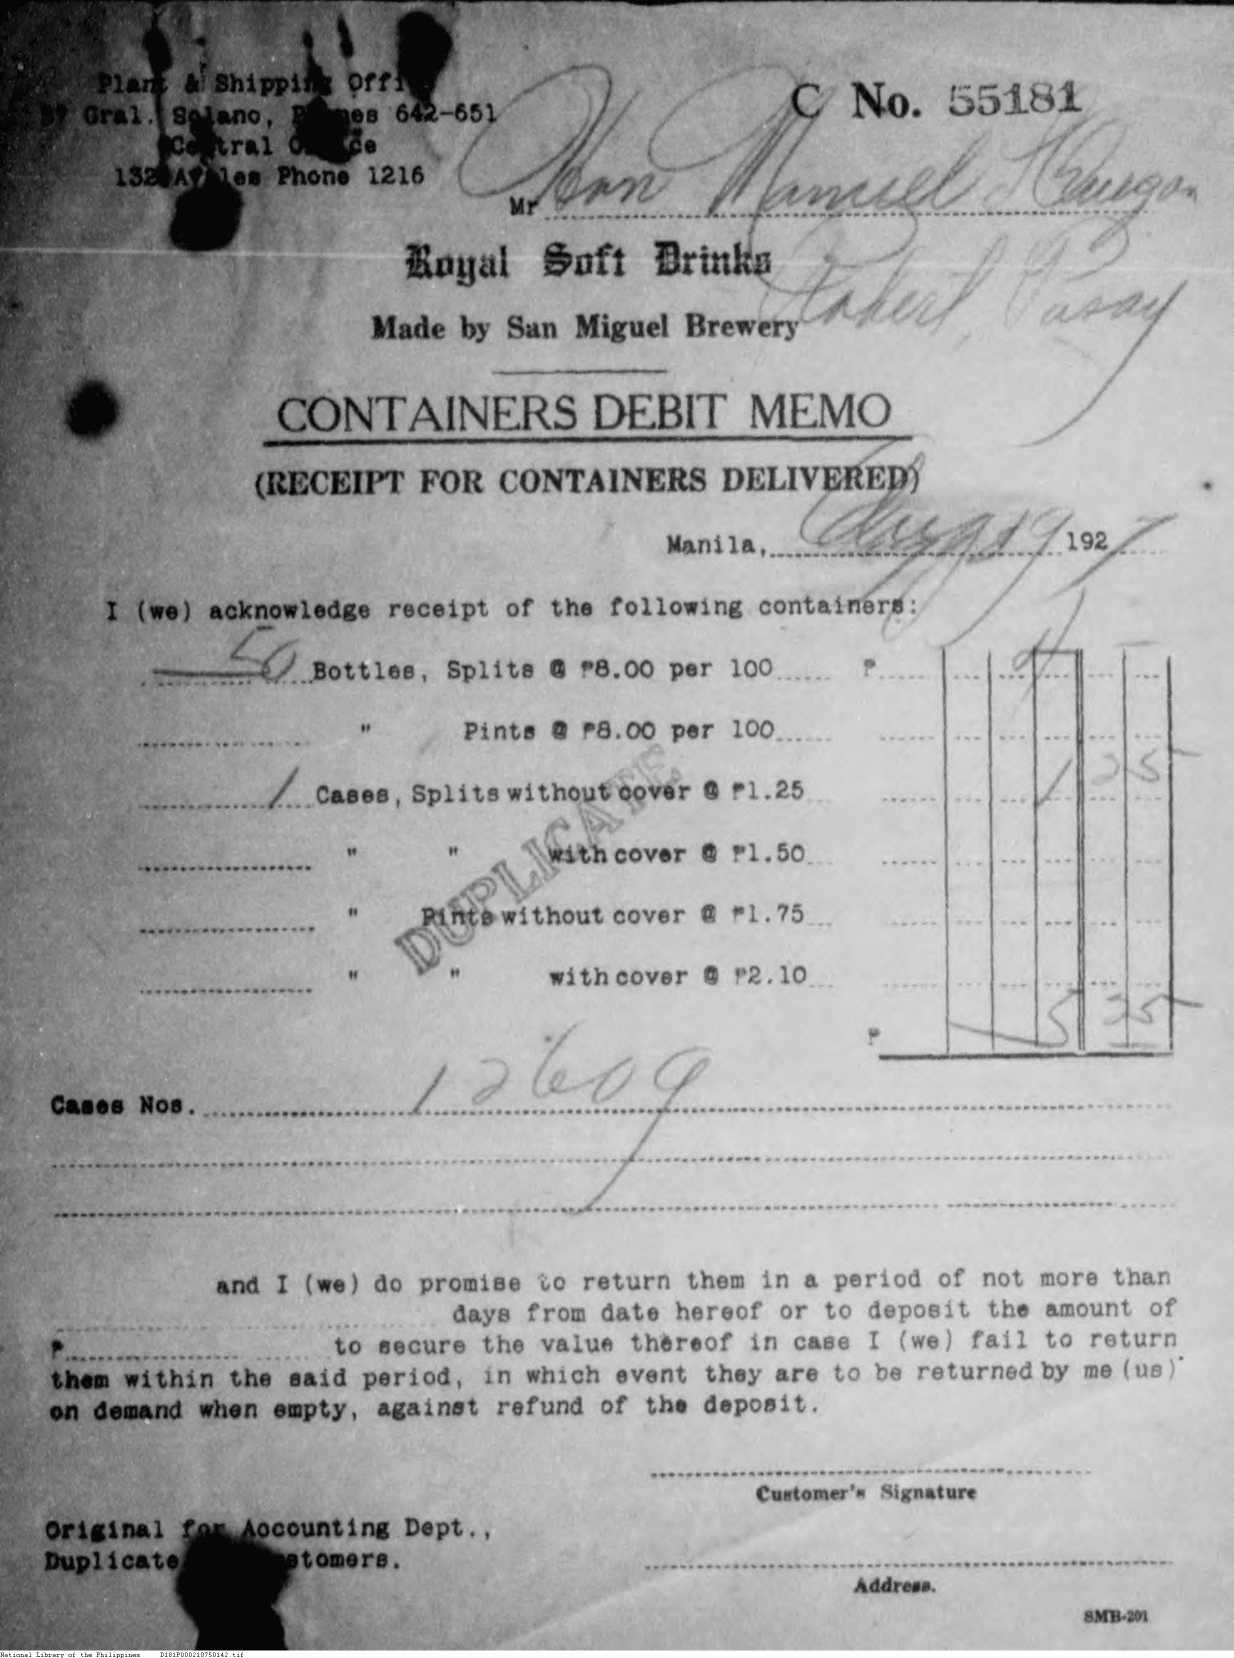 Plant & Shipping Offi
Gral. Solano, Phones 642-651
Central Office
132 Aviles Phone 1216
C No. 55181
Mr Hon Manuel
Royal Soft Drinks
Robert, Pasay
Made by San Miguel Brewery
CONTAINERS DEBIT MEMO
(RECEIPT FOR CONTAINERS DELIVERED)
Manila, Aug 19 1927
I (we) acknowledge receipt of the following containers:
50 Bottles, Splits @ ₱8.00 per 100 ₱ 4
" Pints @ ₱8.00 per 100
1 Cases, Splits without cover @ ₱1.25 1 25
" " with cover @ ₱1.50
" Pints without cover @ ₱1.75
" " with cover @ ₱2.10
DUPLICATE
₱ 5 35
Cases Nos. 12609
and I (we) do promise to return them in a period of not more than
days from date hereof or to deposit the amount of
₱ to secure the value thereof in case I (we) fail to return
them within the said period, in which event they are to be returned by me (us)
on demand when empty, against refund of the deposit.
Customer's Signature
Original for Accounting Dept.,
Duplicate stomers.
Address.
SMB-201
National Library of the Philippines D181P000210750142.tif